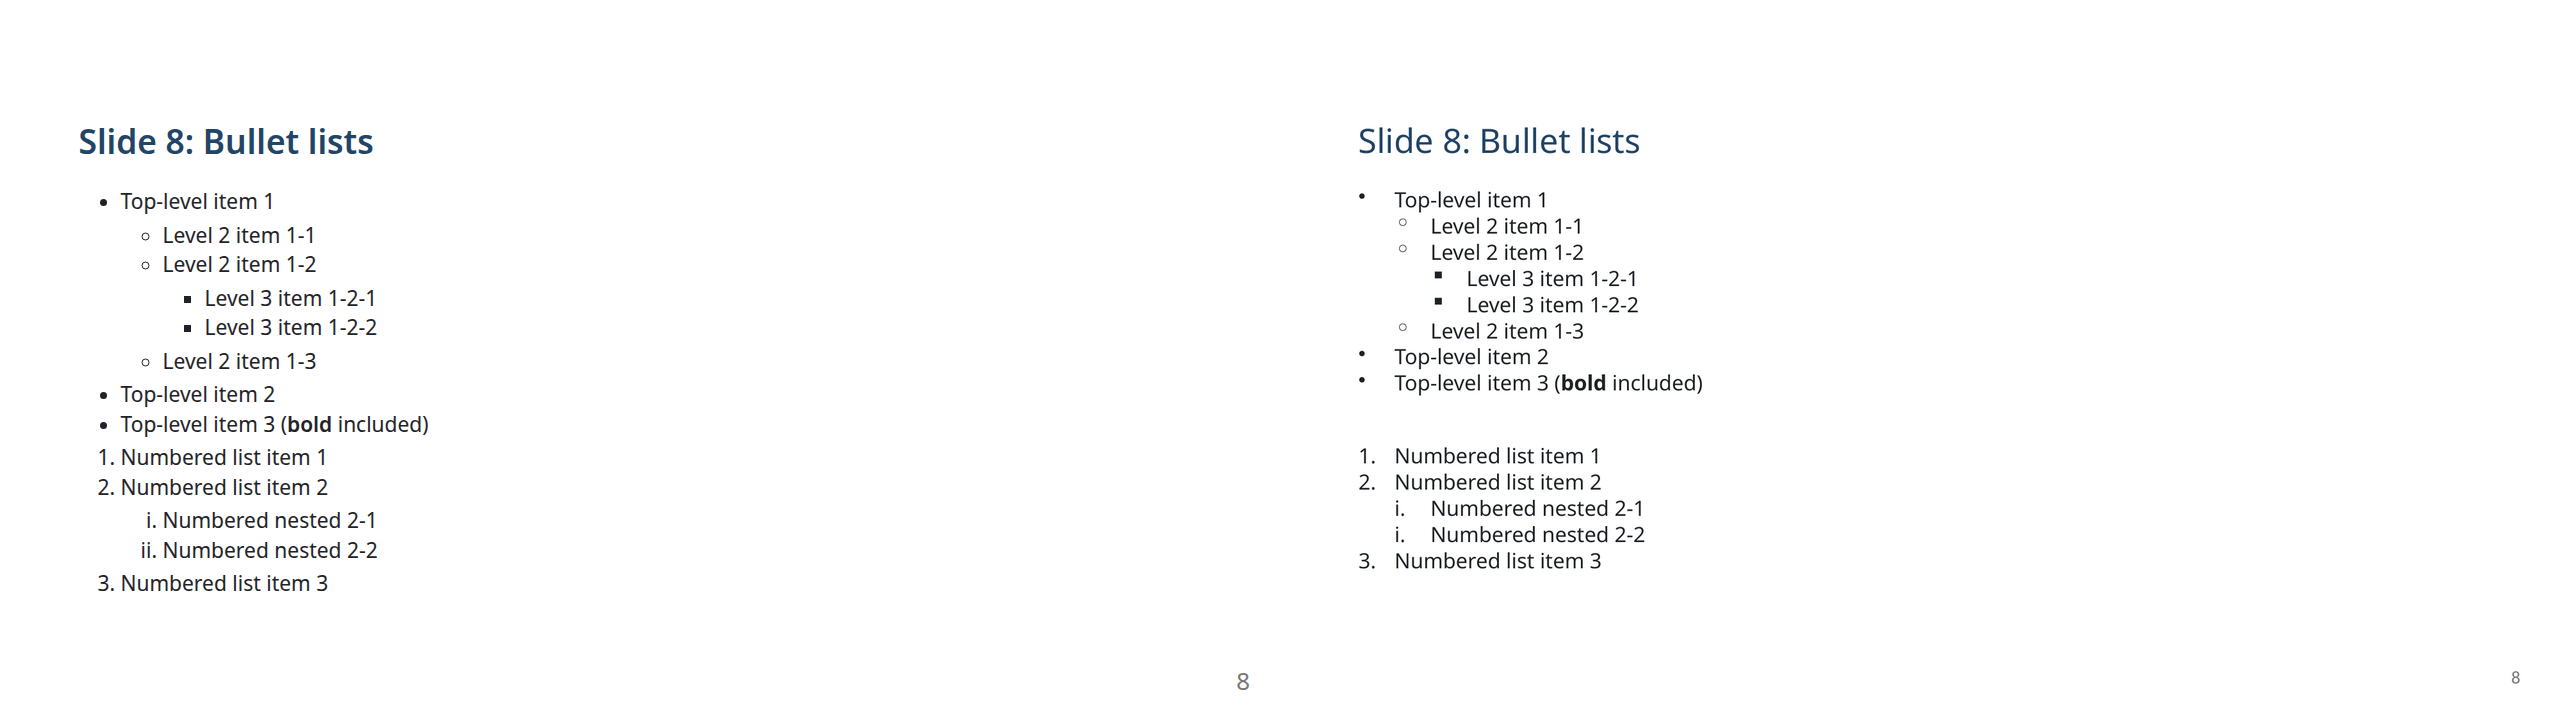 Slide 8: Bullet lists
• Top-level item 1
◦ Level 2 item 1-1
◦ Level 2 item 1-2
▪ Level 3 item 1-2-1
▪ Level 3 item 1-2-2
◦ Level 2 item 1-3
• Top-level item 2
• Top-level item 3 (bold included)
1. Numbered list item 1
2. Numbered list item 2
i. Numbered nested 2-1
ii. Numbered nested 2-2
3. Numbered list item 3
8
Slide 8: Bullet lists
• Top-level item 1
◦ Level 2 item 1-1
◦ Level 2 item 1-2
▪ Level 3 item 1-2-1
▪ Level 3 item 1-2-2
◦ Level 2 item 1-3
• Top-level item 2
• Top-level item 3 (bold included)
1. Numbered list item 1
2. Numbered list item 2
i. Numbered nested 2-1
i. Numbered nested 2-2
3. Numbered list item 3
8